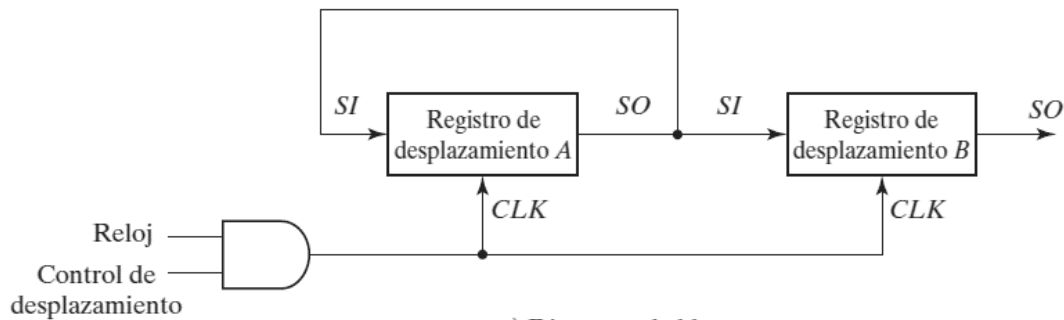 SI
Registro de
desplazamiento A
SO
SI
Registro de
desplazamiento B
SO
CLK
CLK
Reloj
Control de
desplazamiento